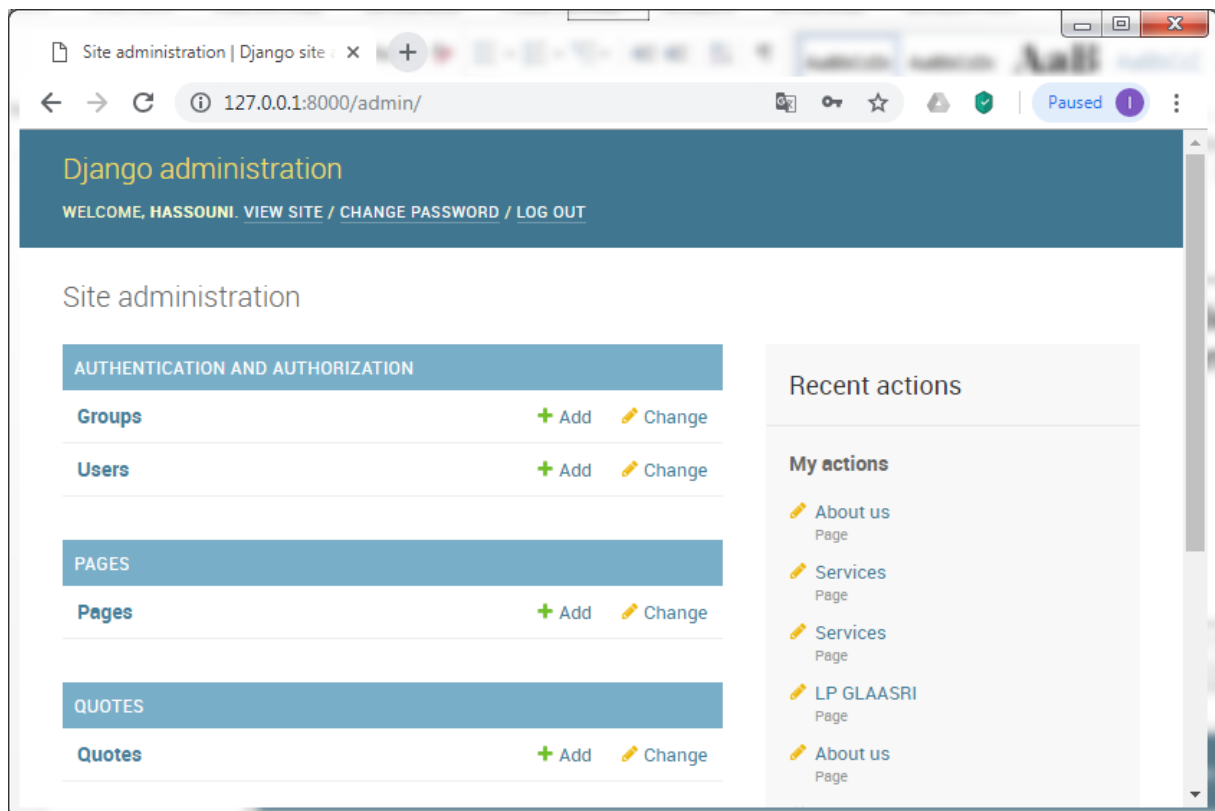 Site administration | Django site a
127.0.0.1:8000/admin/
Paused I
Django administration
WELCOME, HASSOUNI. VIEW SITE / CHANGE PASSWORD / LOG OUT
Site administration
AUTHENTICATION AND AUTHORIZATION
Groups Add Change
Users Add Change
PAGES
Pages Add Change
QUOTES
Quotes Add Change
Recent actions
My actions
About us
Page
Services
Page
Services
Page
LP GLAASRI
Page
About us
Page